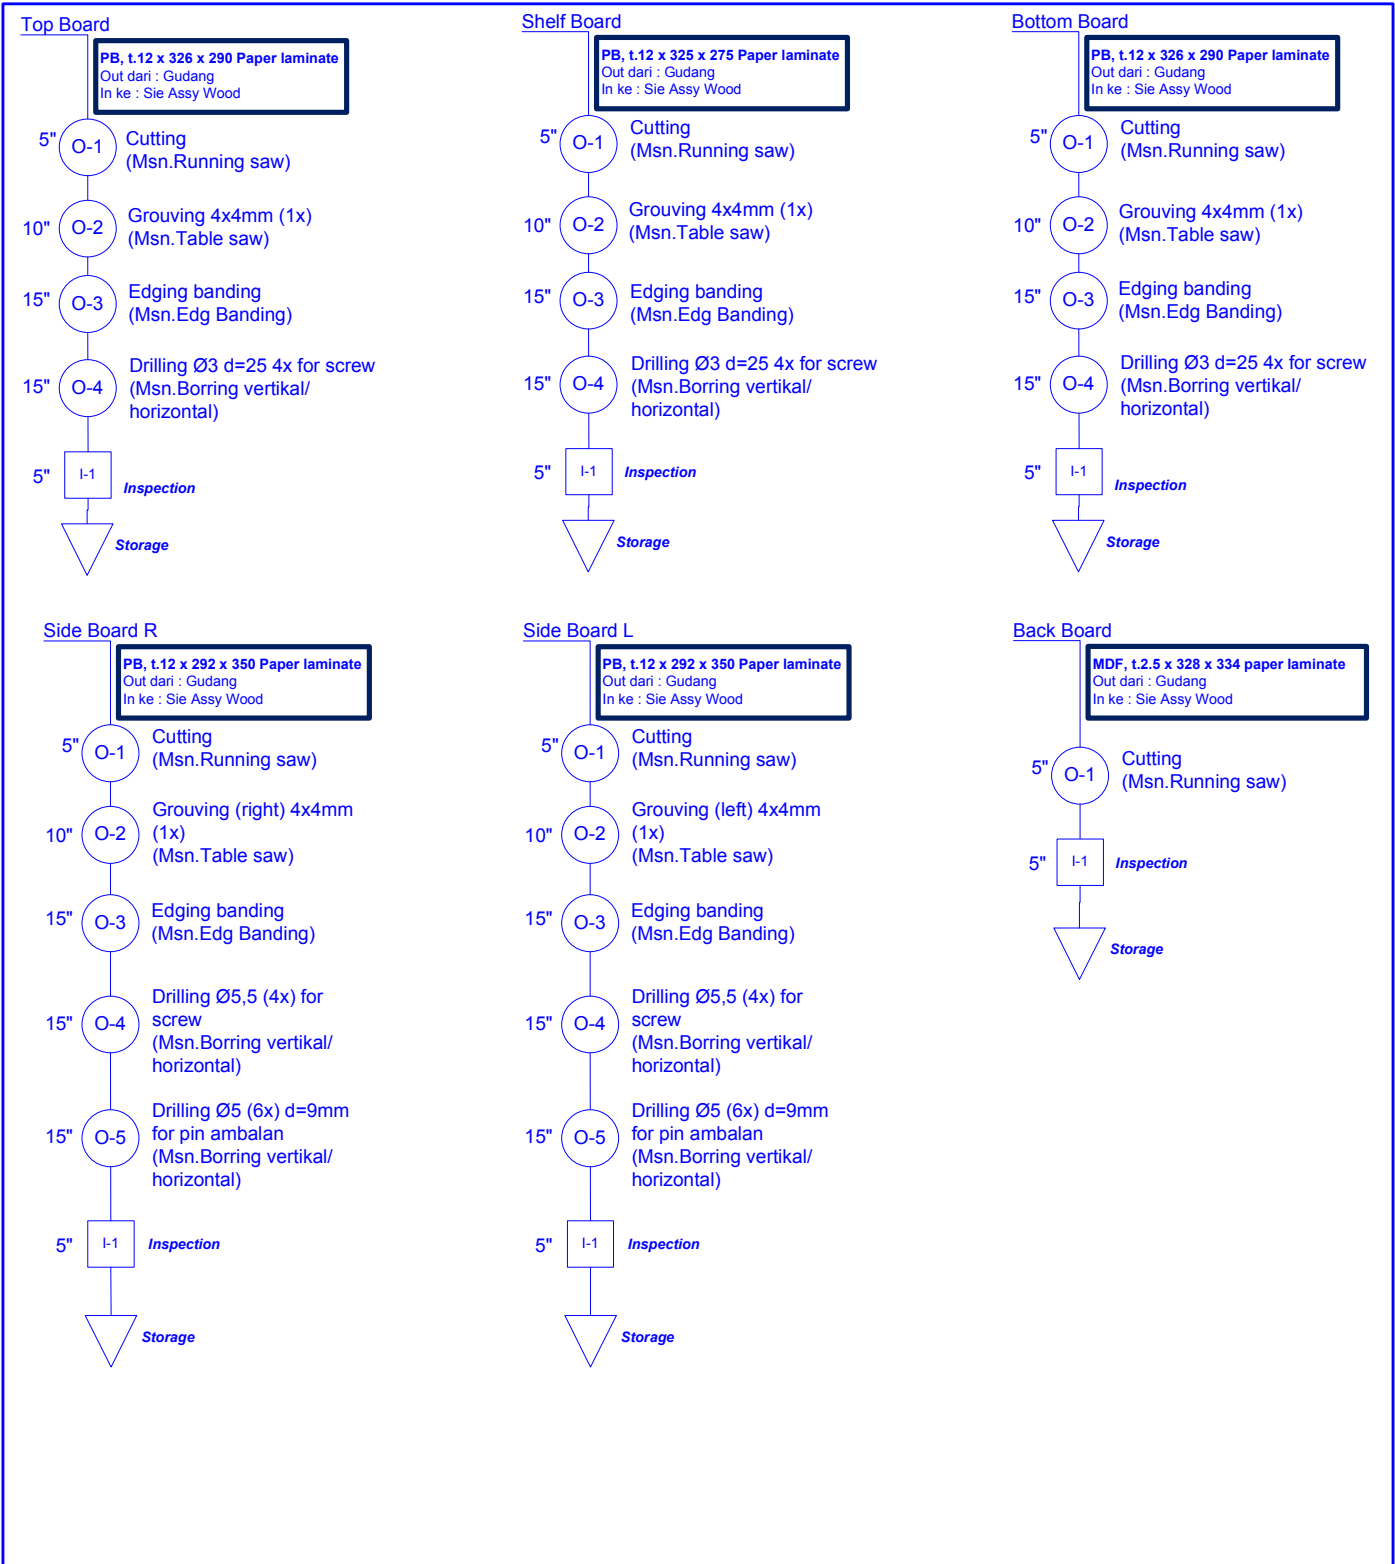 Top Board
PB, t.12 x 326 x 290 Paper laminate
Out dari : Gudang
In ke : Sie Assy Wood
5"
O-1
Cutting
(Msn.Running saw)
10"
O-2
Grouving 4x4mm (1x)
(Msn.Table saw)
15"
O-3
Edging banding
(Msn.Edg Banding)
15"
O-4
Drilling Ø3 d=25 4x for screw
(Msn.Borring vertikal/
horizontal)
5"
I-1
Inspection
Storage
Shelf Board
PB, t.12 x 325 x 275 Paper laminate
Out dari : Gudang
In ke : Sie Assy Wood
5"
O-1
Cutting
(Msn.Running saw)
10"
O-2
Grouving 4x4mm (1x)
(Msn.Table saw)
15"
O-3
Edging banding
(Msn.Edg Banding)
15"
O-4
Drilling Ø3 d=25 4x for screw
(Msn.Borring vertikal/
horizontal)
5"
I-1
Inspection
Storage
Bottom Board
PB, t.12 x 326 x 290 Paper laminate
Out dari : Gudang
In ke : Sie Assy Wood
5"
O-1
Cutting
(Msn.Running saw)
10"
O-2
Grouving 4x4mm (1x)
(Msn.Table saw)
15"
O-3
Edging banding
(Msn.Edg Banding)
15"
O-4
Drilling Ø3 d=25 4x for screw
(Msn.Borring vertikal/
horizontal)
5"
I-1
Inspection
Storage
Side Board R
PB, t.12 x 292 x 350 Paper laminate
Out dari : Gudang
In ke : Sie Assy Wood
5"
O-1
Cutting
(Msn.Running saw)
10"
O-2
Grouving (right) 4x4mm
(1x)
(Msn.Table saw)
15"
O-3
Edging banding
(Msn.Edg Banding)
15"
O-4
Drilling Ø5,5 (4x) for
screw
(Msn.Borring vertikal/
horizontal)
15"
O-5
Drilling Ø5 (6x) d=9mm
for pin ambalan
(Msn.Borring vertikal/
horizontal)
5"
I-1
Inspection
Storage
Side Board L
PB, t.12 x 292 x 350 Paper laminate
Out dari : Gudang
In ke : Sie Assy Wood
5"
O-1
Cutting
(Msn.Running saw)
10"
O-2
Grouving (left) 4x4mm
(1x)
(Msn.Table saw)
15"
O-3
Edging banding
(Msn.Edg Banding)
15"
O-4
Drilling Ø5,5 (4x) for
screw
(Msn.Borring vertikal/
horizontal)
15"
O-5
Drilling Ø5 (6x) d=9mm
for pin ambalan
(Msn.Borring vertikal/
horizontal)
5"
I-1
Inspection
Storage
Back Board
MDF, t.2.5 x 328 x 334 paper laminate
Out dari : Gudang
In ke : Sie Assy Wood
5"
O-1
Cutting
(Msn.Running saw)
5"
I-1
Inspection
Storage